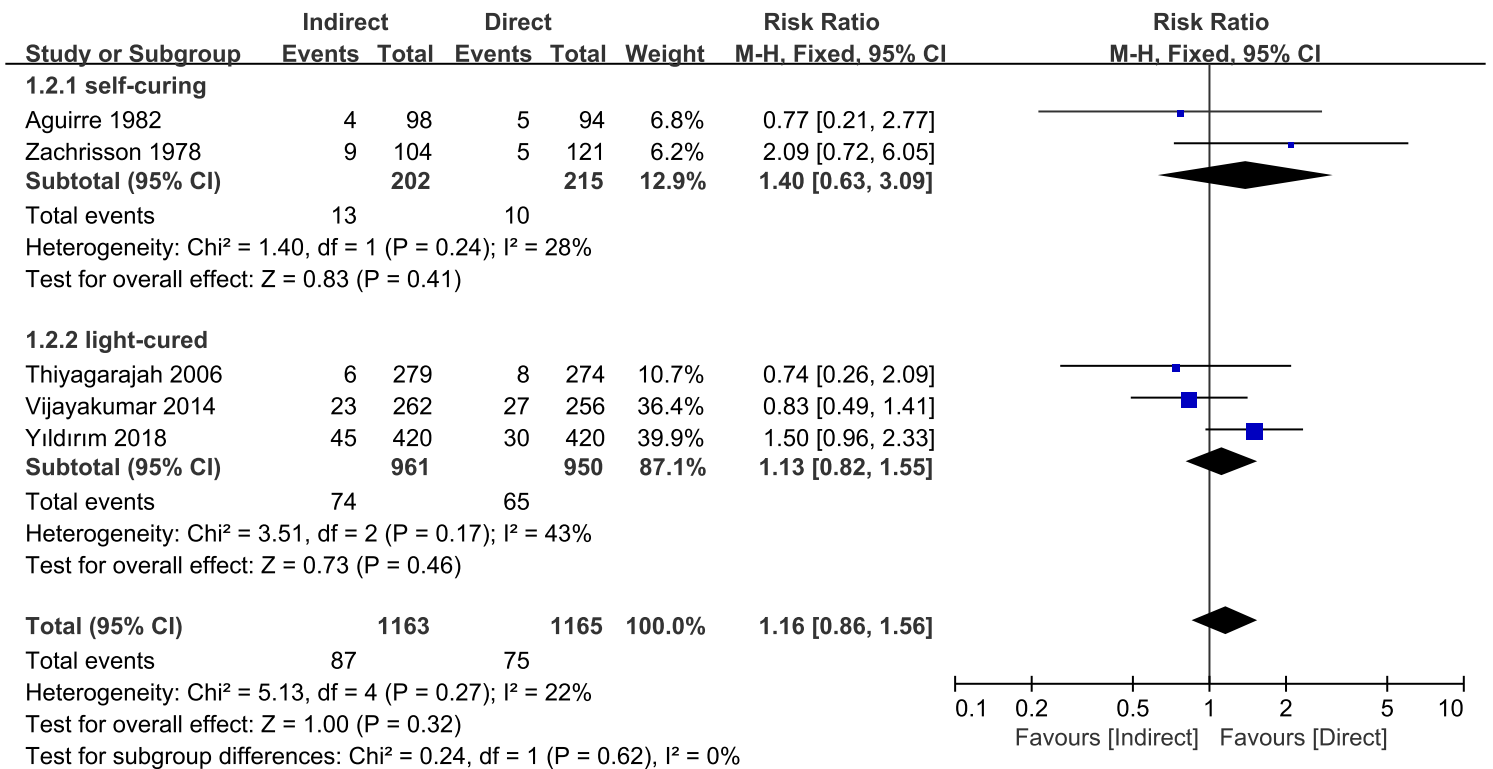 Indirect Direct Risk Ratio Risk Ratio
Study or Subgroup Events Total Events Total Weight M-H, Fixed, 95% CI M-H, Fixed, 95% CI
1.2.1 self-curing
Aguirre 1982 4 98 5 94 6.8% 0.77 [0.21, 2.77]
Zachrisson 1978 9 104 5 121 6.2% 2.09 [0.72, 6.05]
Subtotal (95% CI) 202 215 12.9% 1.40 [0.63, 3.09]
Total events 13 10
Heterogeneity: Chi² = 1.40, df = 1 (P = 0.24); I² = 28%
Test for overall effect: Z = 0.83 (P = 0.41)
1.2.2 light-cured
Thiyagarajah 2006 6 279 8 274 10.7% 0.74 [0.26, 2.09]
Vijayakumar 2014 23 262 27 256 36.4% 0.83 [0.49, 1.41]
Yıldırım 2018 45 420 30 420 39.9% 1.50 [0.96, 2.33]
Subtotal (95% CI) 961 950 87.1% 1.13 [0.82, 1.55]
Total events 74 65
Heterogeneity: Chi² = 3.51, df = 2 (P = 0.17); I² = 43%
Test for overall effect: Z = 0.73 (P = 0.46)
Total (95% CI) 1163 1165 100.0% 1.16 [0.86, 1.56]
Total events 87 75
Heterogeneity: Chi² = 5.13, df = 4 (P = 0.27); I² = 22%
Test for overall effect: Z = 1.00 (P = 0.32)
Test for subgroup differences: Chi² = 0.24, df = 1 (P = 0.62), I² = 0%
0.1 0.2 0.5 1 2 5 10
Favours [Indirect] Favours [Direct]